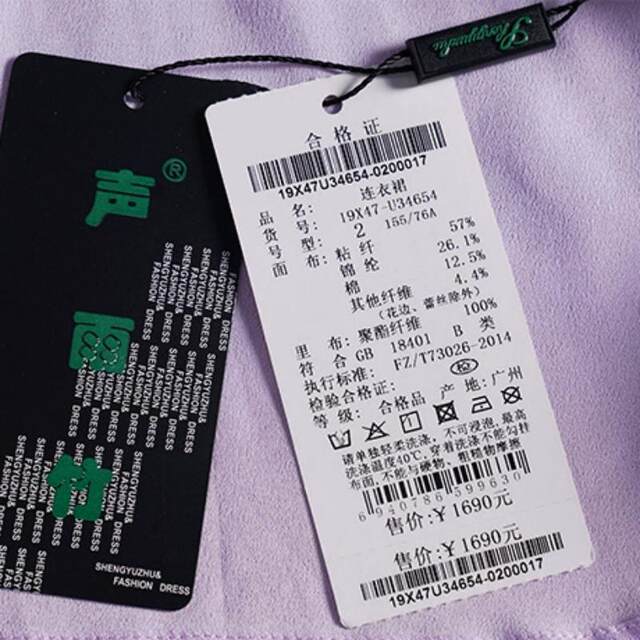 Rongyuzhu
声®
雨
竹
SHENGYUZHU&
FASHION DRESS
合格证
19X47U34654-0200017
品名: 连衣裙
货号: 19X47-U34654
号型: 2 155/76A
面布: 粘纤 57%
锦纶 26.1%
棉 12.5%
其他纤维 4.4%
(花边、蕾丝除外)
里布: 聚酯纤维 100%
符合 GB 18401 B 类
执行标准: FZ/T73026-2014
检验合格证: 检
等级: 合格品 产地: 广州
请单独轻柔洗涤, 不可浸泡, 最高
洗涤温度40℃, 穿着洗涤不能勾挂
布面, 不能与硬物, 粗植物摩擦
6940786599630
售价: ¥1690元
售价: ¥1690元
19X47U34654-0200017